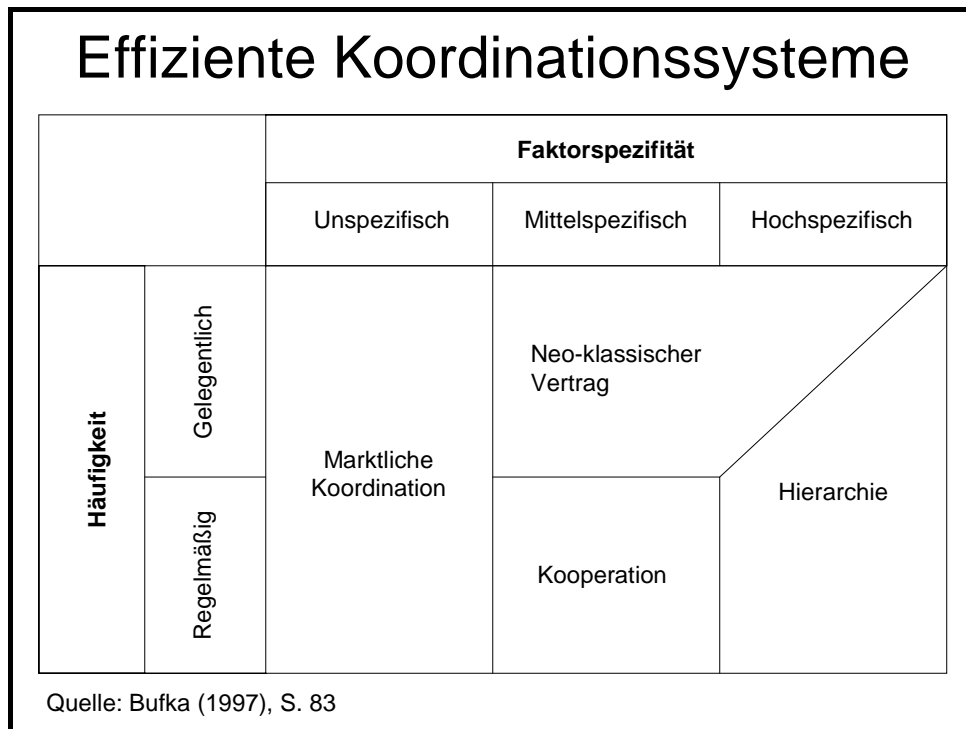 Effiziente Koordinationssysteme
Faktorspezifität
Unspezifisch
Mittelspezifisch
Hochspezifisch
Häufigkeit
Gelegentlich
Regelmäßig
Marktliche
Koordination
Neo-klassischer
Vertrag
Kooperation
Hierarchie
Quelle: Bufka (1997), S. 83